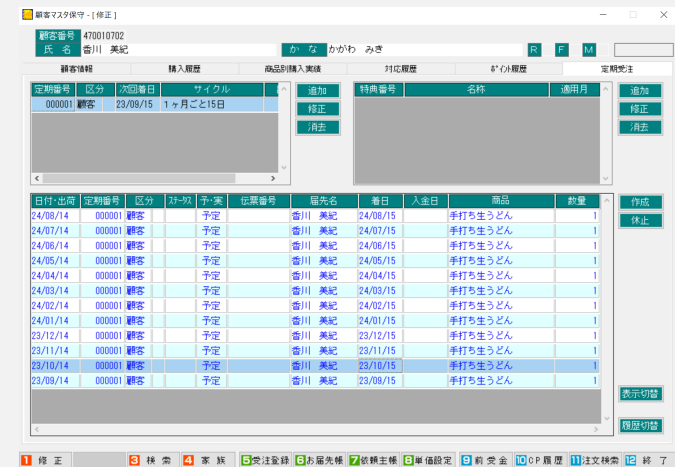 顧客マスタ保守 - [ 修正 ]
顧客番号 470010702
氏 名 香川 美紀 か な かがわ みき R F M
顧客情報 購入履歴 商品別購入実績 対応履歴 ﾎﾟｲﾝﾄ履歴 定期受注
定期番号 区分 次回着日 サイクル 追加 特典番号 名称 適用月 追加
000001 顧客 23/09/15 1ヶ月ごと15日 修正 修正
消去 消去
日付・出荷 定期番号 区分 ｽﾃｰﾀｽ 予・実 伝票番号 届先名 着日 入金日 商品 数量 作成
24/08/14 000001 顧客 予定 香川 美紀 24/08/15 手打ち生うどん 1 休止
24/07/14 000001 顧客 予定 香川 美紀 24/07/15 手打ち生うどん 1
24/06/14 000001 顧客 予定 香川 美紀 24/06/15 手打ち生うどん 1
24/05/14 000001 顧客 予定 香川 美紀 24/05/15 手打ち生うどん 1
24/04/14 000001 顧客 予定 香川 美紀 24/04/15 手打ち生うどん 1
24/03/14 000001 顧客 予定 香川 美紀 24/03/15 手打ち生うどん 1
24/02/14 000001 顧客 予定 香川 美紀 24/02/15 手打ち生うどん 1
24/01/14 000001 顧客 予定 香川 美紀 24/01/15 手打ち生うどん 1
23/12/14 000001 顧客 予定 香川 美紀 23/12/15 手打ち生うどん 1
23/11/14 000001 顧客 予定 香川 美紀 23/11/15 手打ち生うどん 1
23/10/14 000001 顧客 予定 香川 美紀 23/10/15 手打ち生うどん 1
23/09/14 000001 顧客 予定 香川 美紀 23/09/15 手打ち生うどん 1
表示切替
履歴切替
1 修 正 3 検 索 4 家 族 5 受注登録 6 お届先帳 7 依頼主帳 8 単価設定 9 前 受 金 10 CP履歴 11 注文検索 12 終 了